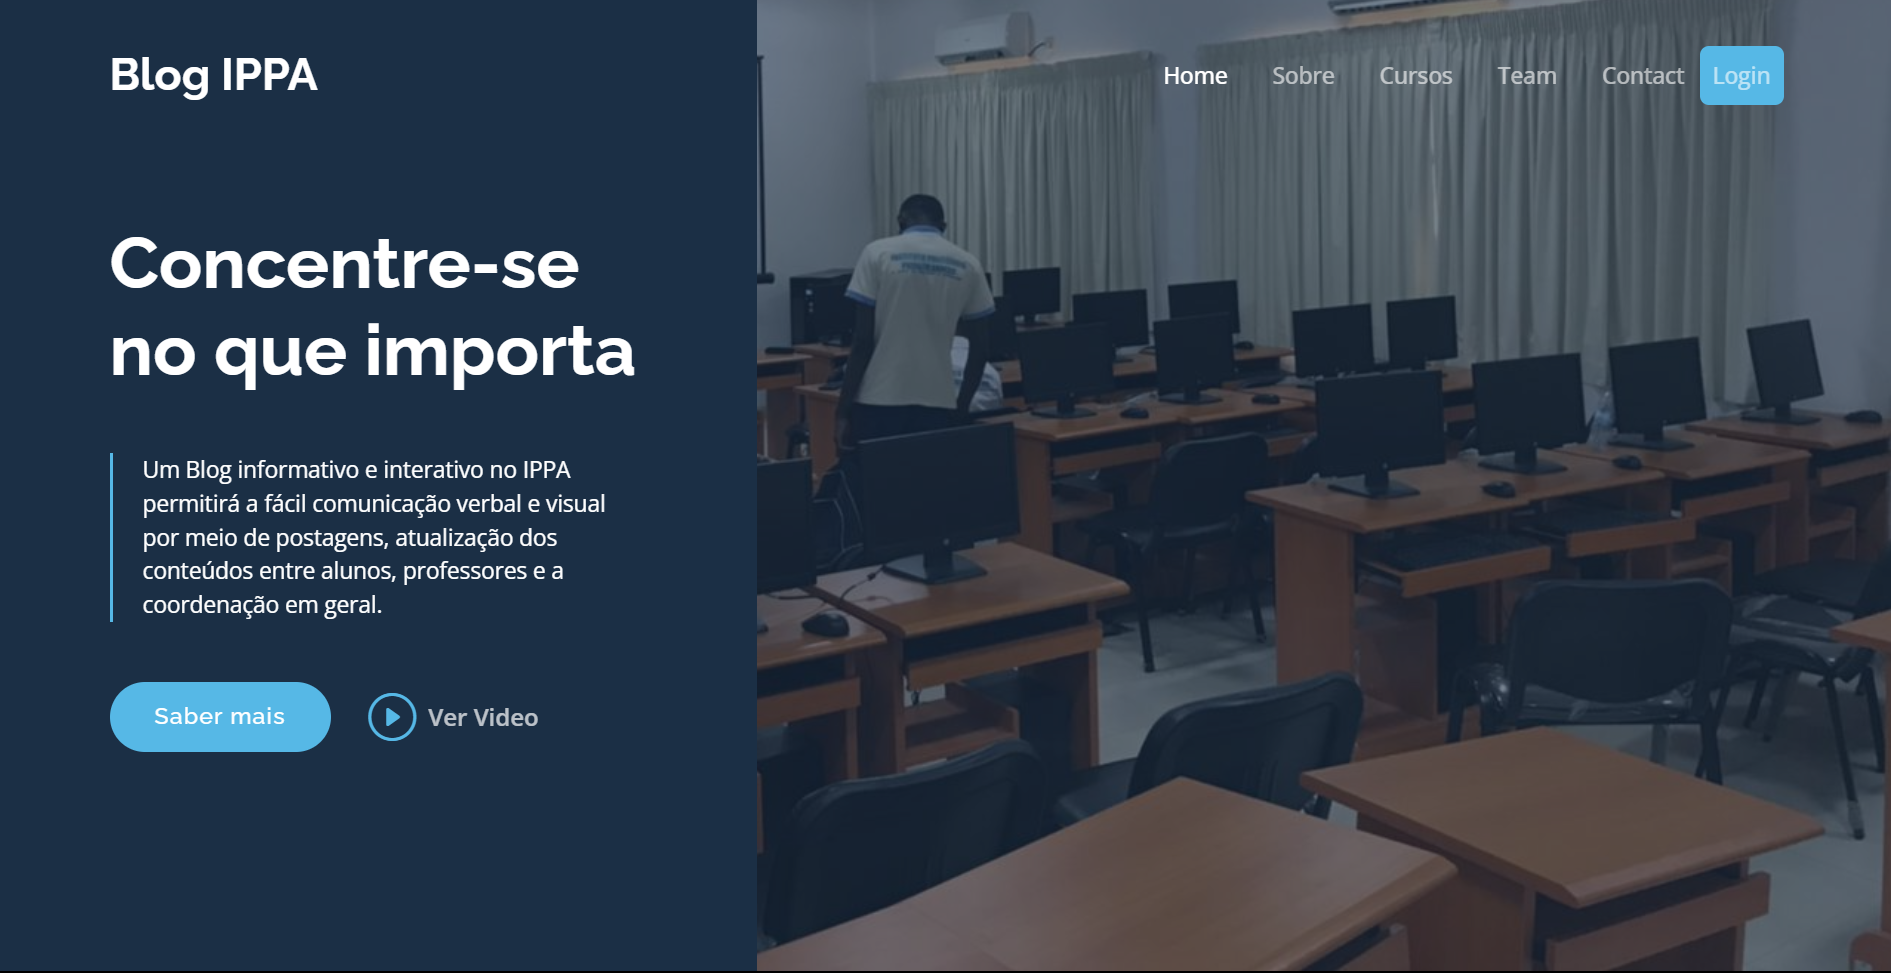 Blog IPPA
Home Sobre Cursos Team Contact Login
Concentre-se
no que importa
Um Blog informativo e interativo no IPPA
permitirá a fácil comunicação verbal e visual
por meio de postagens, atualização dos
conteúdos entre alunos, professores e a
coordenação em geral.
Saber mais
Ver Video